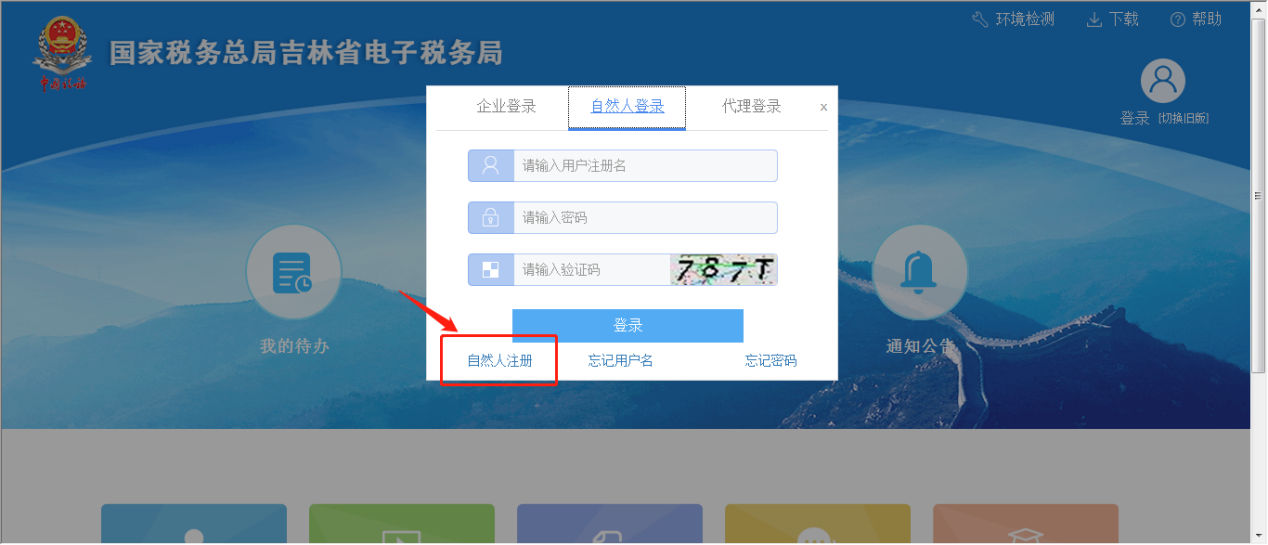 环境检测 下载 帮助
国家税务总局吉林省电子税务局
中国税务
登录 [切换旧版]
企业登录 自然人登录 代理登录 x
请输入用户注册名
请输入密码
请输入验证码 787T
登录
自然人注册 忘记用户名 忘记密码
我的待办
通知公告